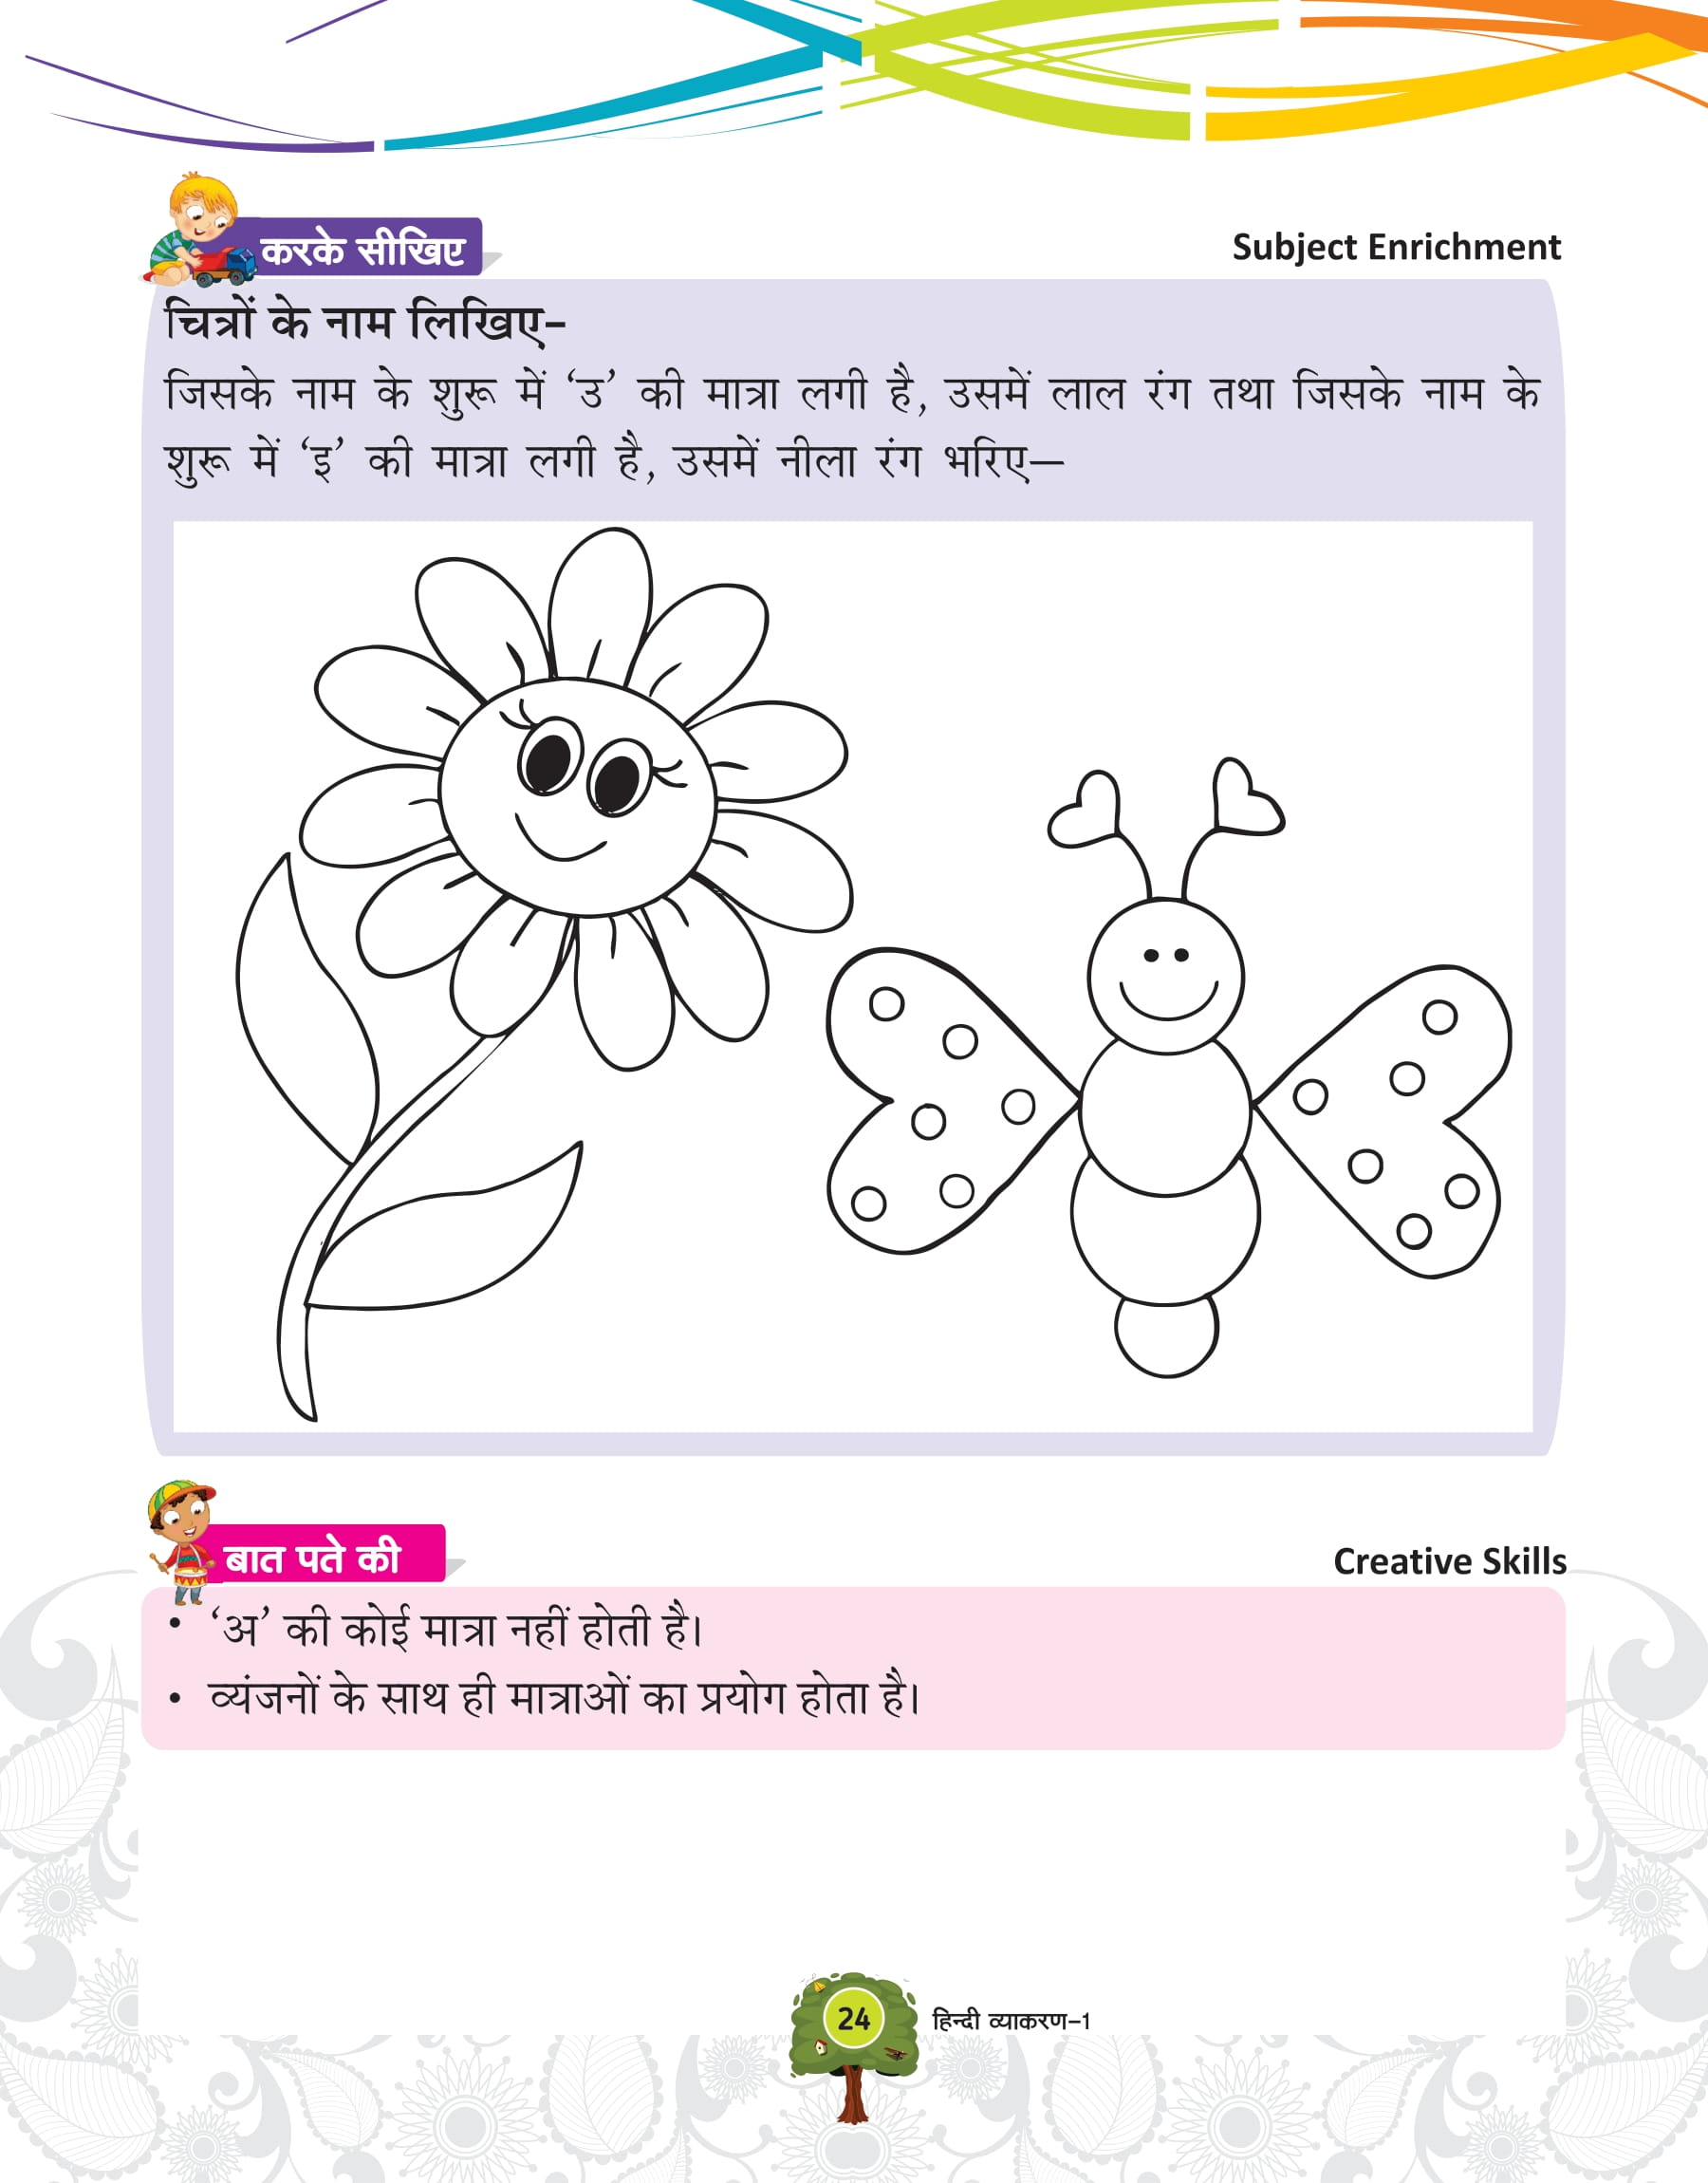 करके सीखिए
Subject Enrichment
चित्रों के नाम लिखिए-
जिसके नाम के शुरू में ‘उ’ की मात्रा लगी है, उसमें लाल रंग तथा जिसके नाम के
शुरू में ‘इ’ की मात्रा लगी है, उसमें नीला रंग भरिए—
बात पते की
Creative Skills
• ‘अ’ की कोई मात्रा नहीं होती है।
• व्यंजनों के साथ ही मात्राओं का प्रयोग होता है।
24
हिन्दी व्याकरण-1